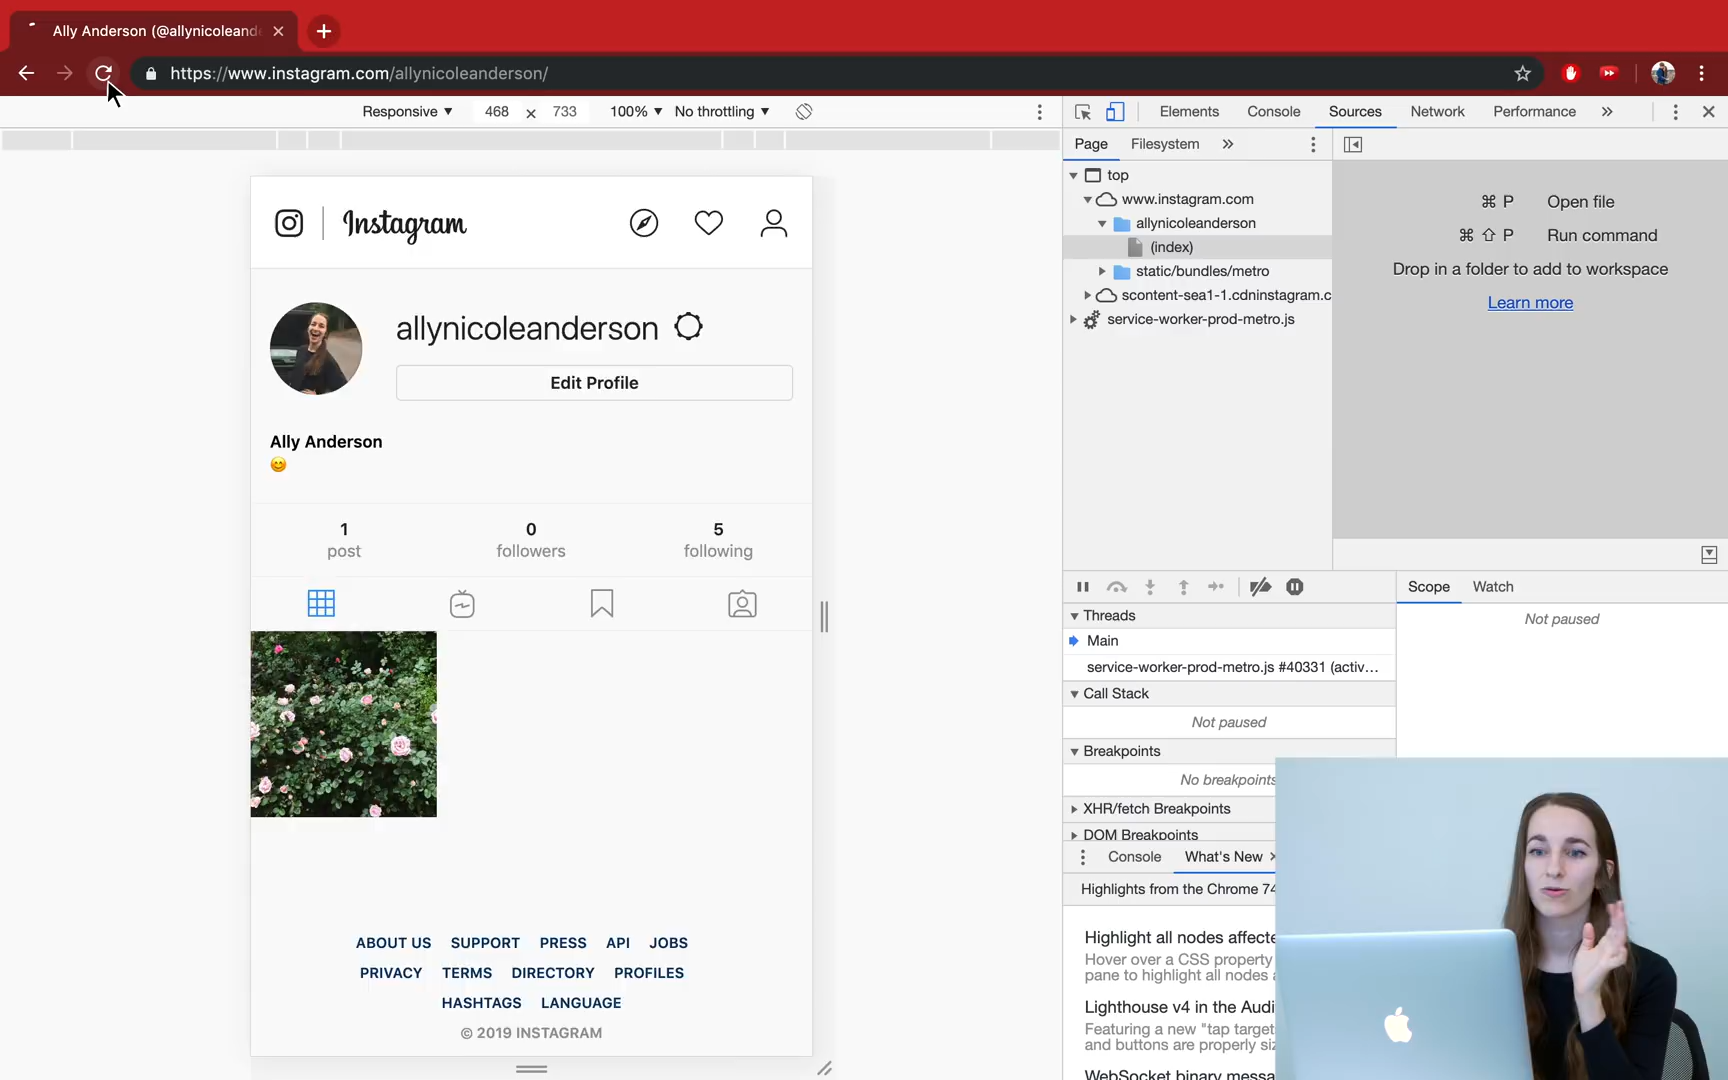 Ally Anderson (@allynicoleand
https://www.instagram.com/allynicoleanderson/
Responsive 468 x 733 100% No throttling
Elements Console Sources Network Performance »
Page Filesystem »
top
www.instagram.com
allynicoleanderson
(index)
static/bundles/metro
scontent-sea1-1.cdninstagram.c
service-worker-prod-metro.js
⌘ P Open file
⌘ ⇧ P Run command
Drop in a folder to add to workspace
Learn more
Instagram
allynicoleanderson
Edit Profile
Ally Anderson
😊
1 0 5
post followers following
ABOUT US SUPPORT PRESS API JOBS
PRIVACY TERMS DIRECTORY PROFILES
HASHTAGS LANGUAGE
© 2019 INSTAGRAM
Scope Watch
Not paused
Threads
Main
service-worker-prod-metro.js #40331 (activ…
Call Stack
Not paused
Breakpoints
No breakpoints
XHR/fetch Breakpoints
DOM Breakpoints
Console What's New ×
Highlights from the Chrome 74
Highlight all nodes affecte
Hover over a CSS property
pane to highlight all nodes
Lighthouse v4 in the Audi
Featuring a new "tap target
and buttons are properly siz
WebSocket binary messa